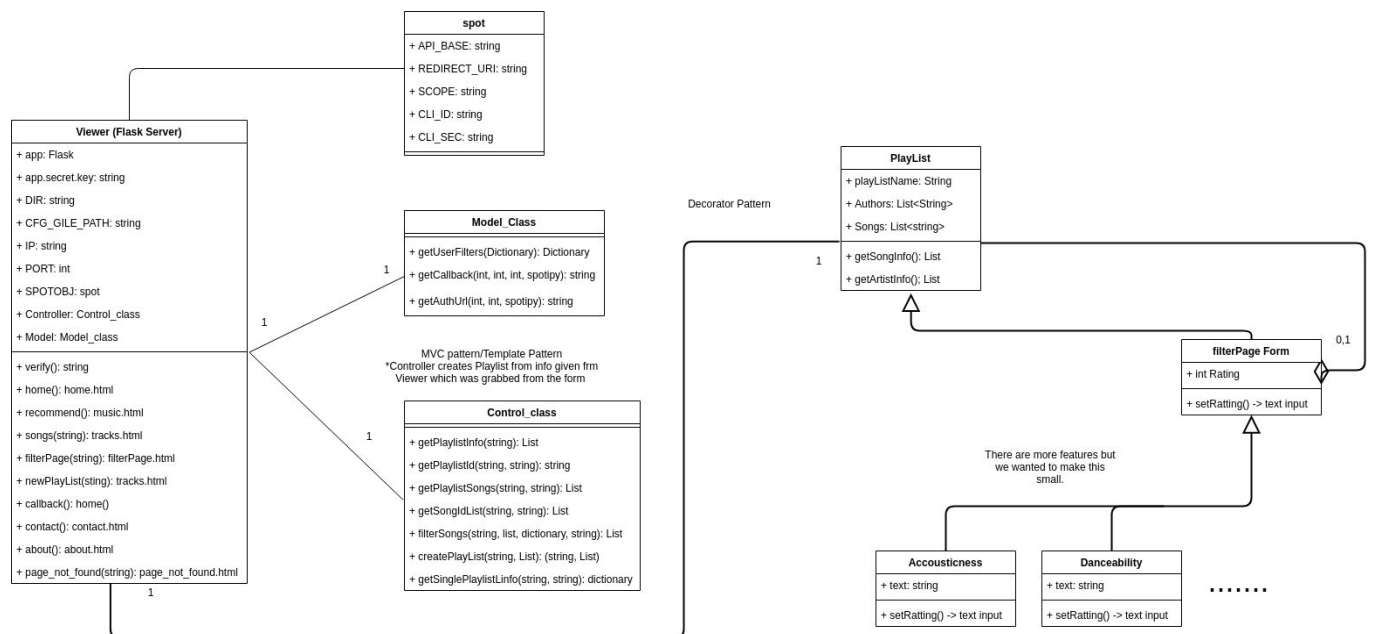 spot
+ API_BASE: string
+ REDIRECT_URI: string
+ SCOPE: string
+ CLI_ID: string
+ CLI_SEC: string
Viewer (Flask Server)
+ app: Flask
+ app.secret.key: string
+ DIR: string
+ CFG_GILE_PATH: string
+ IP: string
+ PORT: int
+ SPOTOBJ: spot
+ Controller: Control_class
+ Model: Model_class
+ verify(): string
+ home(): home.html
+ recommend(): music.html
+ songs(string): tracks.html
+ filterPage(string): filterPage.html
+ newPlayList(sting): tracks.html
+ callback(): home()
+ contact(): contact.html
+ about(): about.html
+ page_not_found(string): page_not_found.html
1
1
1
1
Model_Class
+ getUserFilters(Dictionary): Dictionary
+ getCallback(int, int, int, spotipy): string
+ getAuthUrl(int, int, spotipy): string
MVC pattern/Template Pattern
*Controller creates Playlist from info given frm
Viewer which was grabbed from the form
Control_class
+ getPlaylistInfo(string): List
+ getPlaylistId(string, string): string
+ getPlaylistSongs(string, string): List
+ getSongIdList(string, string): List
+ filterSongs(string, list, dictionary, string): List
+ createPlayList(string, List): (string, List)
+ getSinglePlaylistLinfo(string, string): dictionary
Decorator Pattern
1
PlayList
+ playListName: String
+ Authors: List<String>
+ Songs: List<string>
+ getSongInfo(): List
+ getArtistInfo(); List
0,1
filterPage Form
+ int Rating
+ setRatting() -> text input
There are more features but
we wanted to make this
small.
Accousticness
+ text: string
+ setRatting() -> text input
Danceability
+ text: string
+ setRatting() -> text input
.......